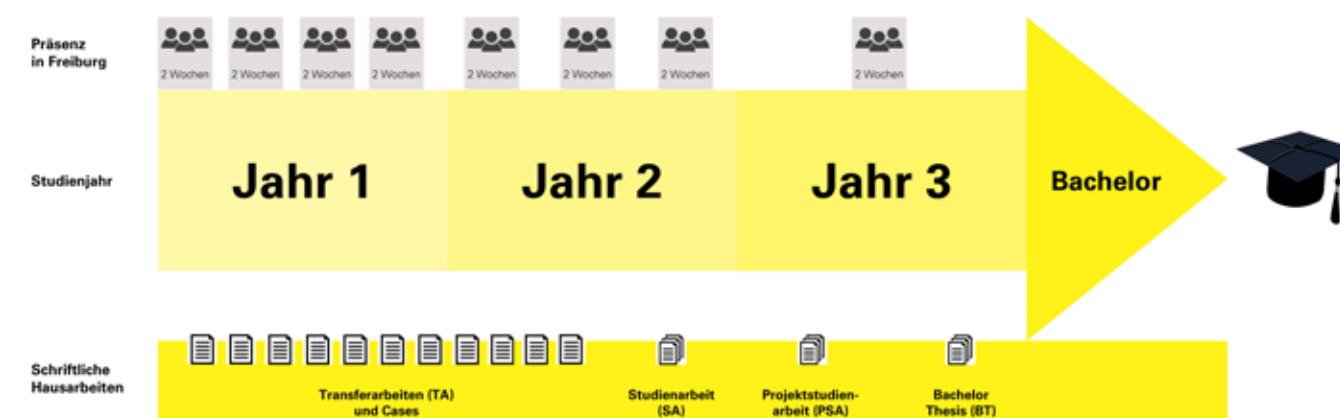 Präsenz
in Freiburg
2 Wochen 2 Wochen 2 Wochen 2 Wochen 2 Wochen 2 Wochen 2 Wochen 2 Wochen
Studienjahr
Jahr 1 Jahr 2 Jahr 3 Bachelor
Schriftliche
Hausarbeiten
Transferarbeiten (TA)
und Cases
Studienarbeit
(SA)
Projektstudien-
arbeit (PSA)
Bachelor
Thesis (BT)